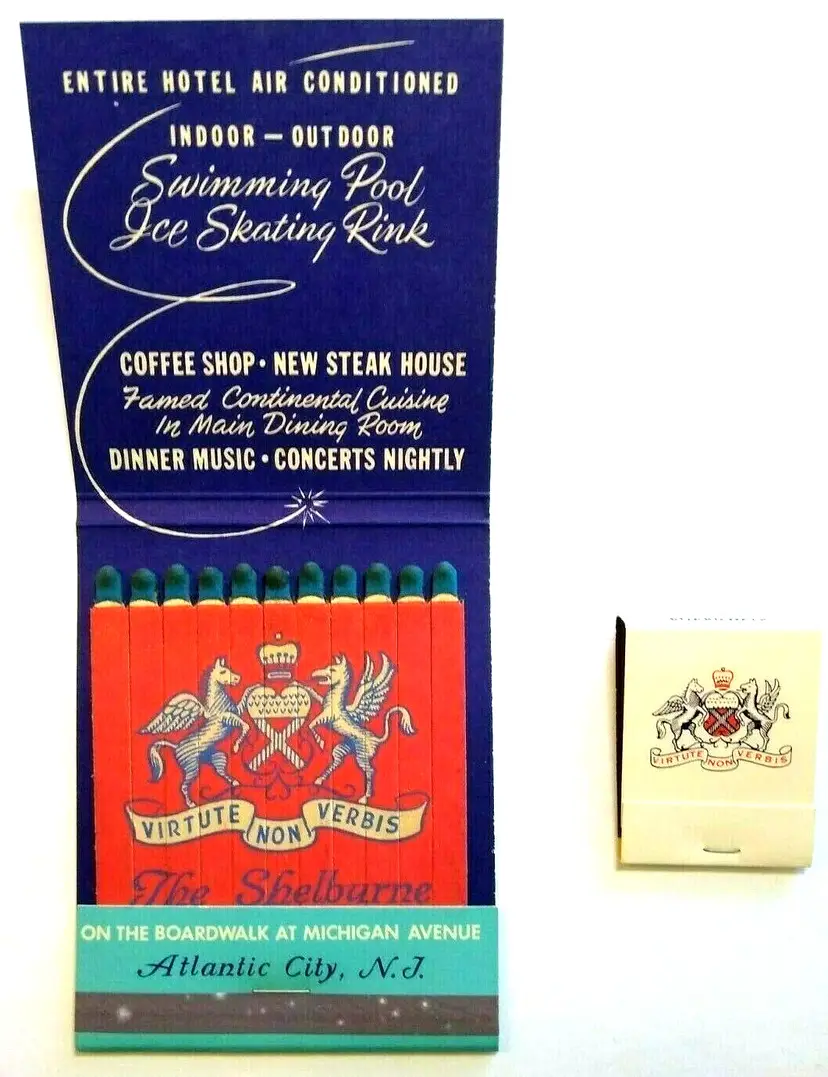 ENTIRE HOTEL AIR CONDITIONED
INDOOR — OUTDOOR
Swimming Pool
Ice Skating Rink
COFFEE SHOP • NEW STEAK HOUSE
Famed Continental Cuisine
In Main Dining Room
DINNER MUSIC • CONCERTS NIGHTLY
VIRTUTE NON VERBIS
The Shelburne
ON THE BOARDWALK AT MICHIGAN AVENUE
Atlantic City, N.J.
VIRTUTE NON VERBIS